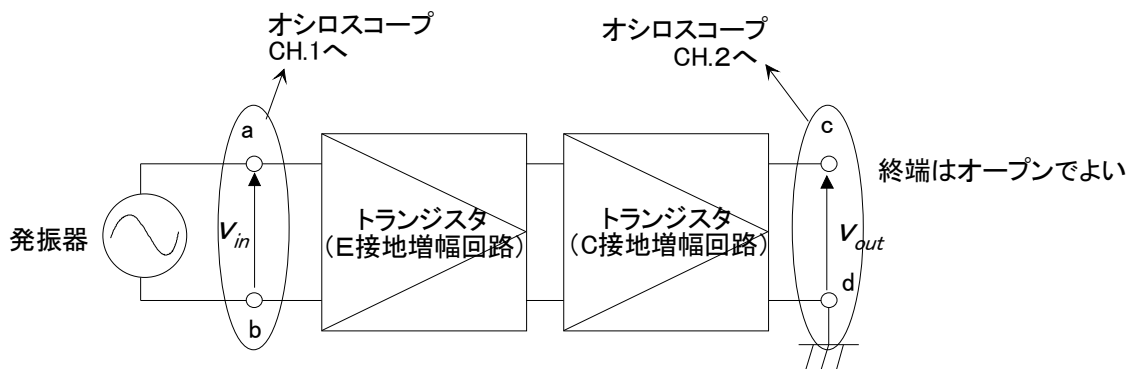 オシロスコープ
CH.1へ
オシロスコープ
CH.2へ
a
c
終端はオープンでよい
発振器
Vin
トランジスタ
(E接地増幅回路)
トランジスタ
(C接地増幅回路)
Vout
b
d